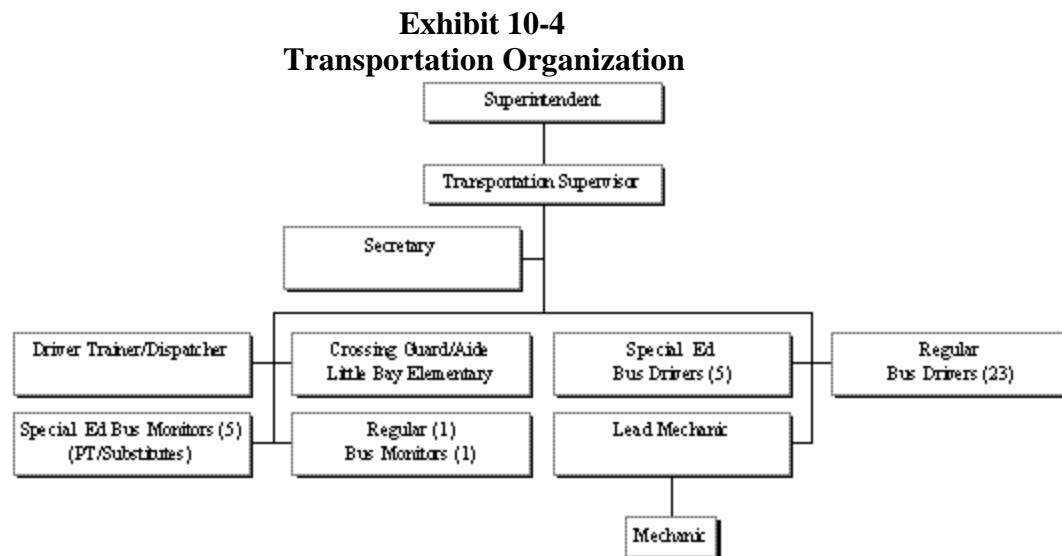 Exhibit 10-4
Transportation Organization
Superintendent
Transportation Supervisor
Secretary
Driver Trainer/Dispatcher
Crossing Guard/Aide
Little Bay Elementary
Special Ed
Bus Drivers (5)
Regular
Bus Drivers (23)
Special Ed Bus Monitors (5)
(PT/Substitutes)
Regular (1)
Bus Monitors (1)
Lead Mechanic
Mechanic